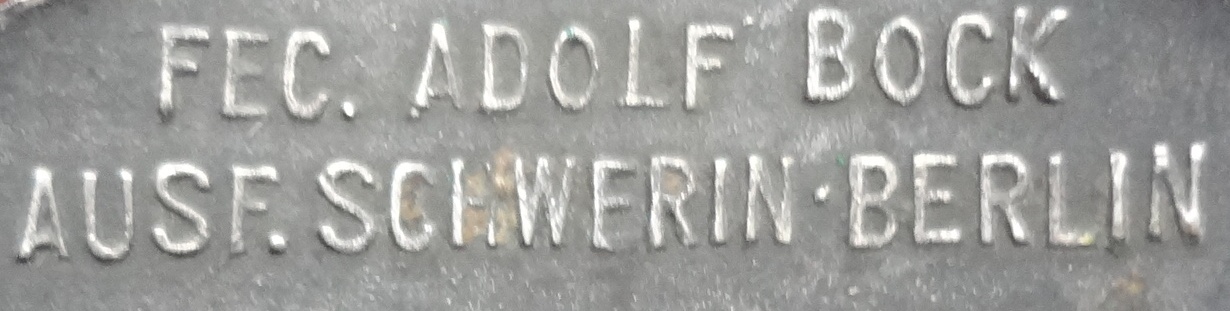 FEC. ADOLF BOCK
AUSF. SCHWERIN · BERLIN